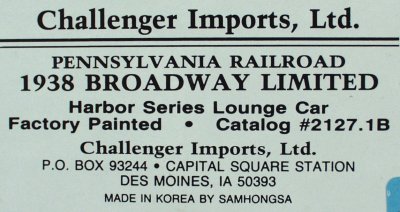 Challenger Imports, Ltd.
PENNSYLVANIA RAILROAD
1938 BROADWAY LIMITED
Harbor Series Lounge Car
Factory Painted • Catalog #2127.1B
Challenger Imports, Ltd.
P.O. BOX 93244 • CAPITAL SQUARE STATION
DES MOINES, IA 50393
MADE IN KOREA BY SAMHONGSA